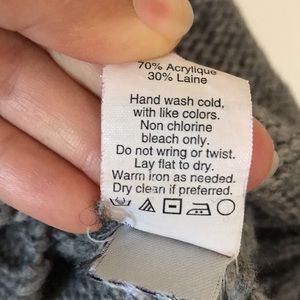 70% Acrylique
30% Laine
Hand wash cold,
with like colors.
Non chlorine
bleach only.
Do not wring or twist.
Lay flat to dry.
Warm iron as needed.
Dry clean if preferred.